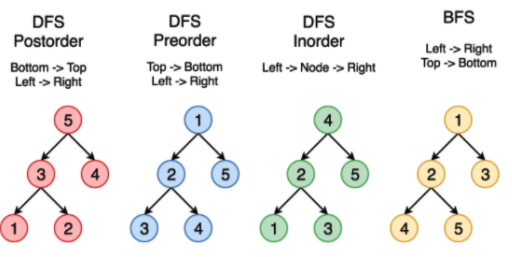 DFS
Postorder
Bottom -> Top
Left -> Right
5
3
4
1
2
DFS
Preorder
Top -> Bottom
Left -> Right
1
2
5
3
4
DFS
Inorder
Left -> Node -> Right
4
2
5
1
3
BFS
Left -> Right
Top -> Bottom
1
2
3
4
5